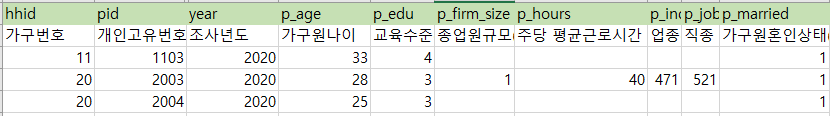 hhid pid year p_age p_edu p_firm_size p_hours p_inc p_job p_married
가구번호 개인고유번호 조사년도 가구원나이 교육수준 종업원규모( 주당 평균근로시간 업종 직종 가구원혼인상태(
11 1103 2020 33 4 1
20 2003 2020 28 3 1 40 471 521 1
20 2004 2020 25 3 1